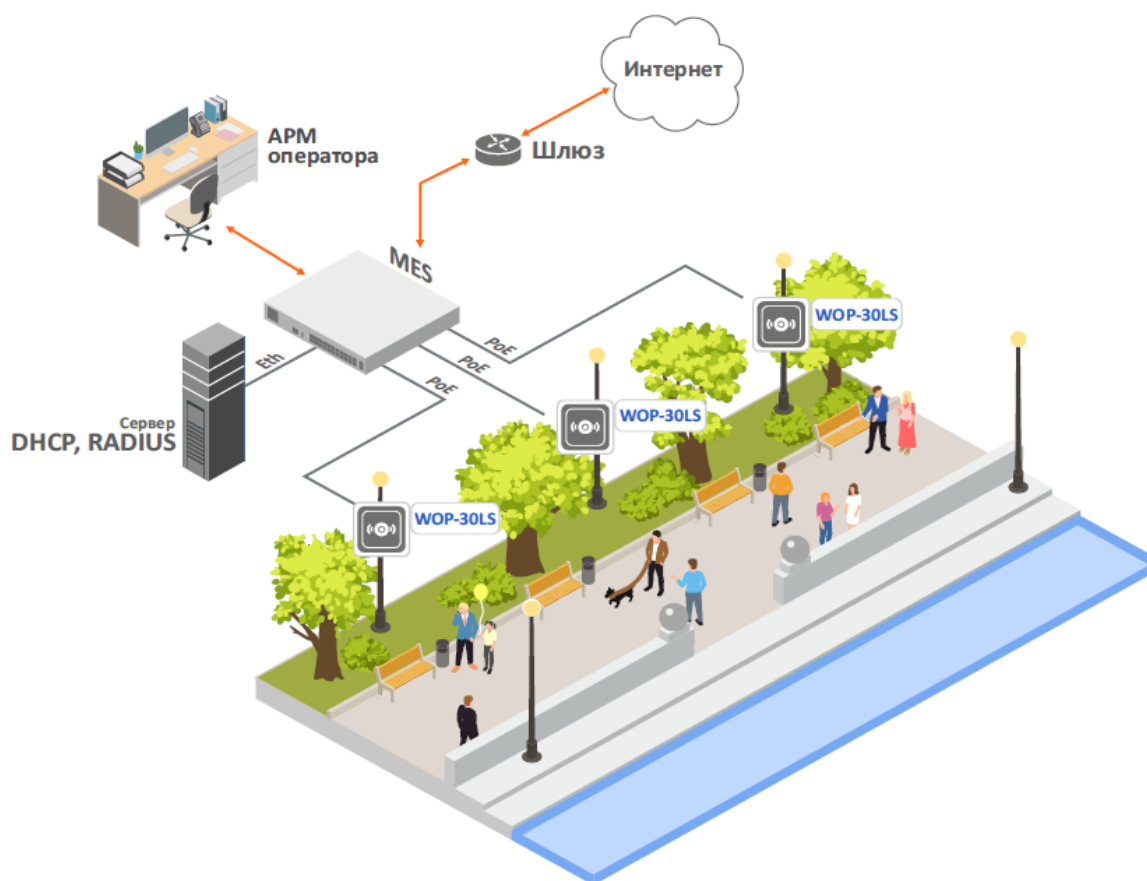 Интернет
АРМ
оператора
Шлюз
MES
WOP-30LS
PoE
Eth
PoE
PoE
WOP-30LS
Сервер
DHCP, RADIUS
WOP-30LS